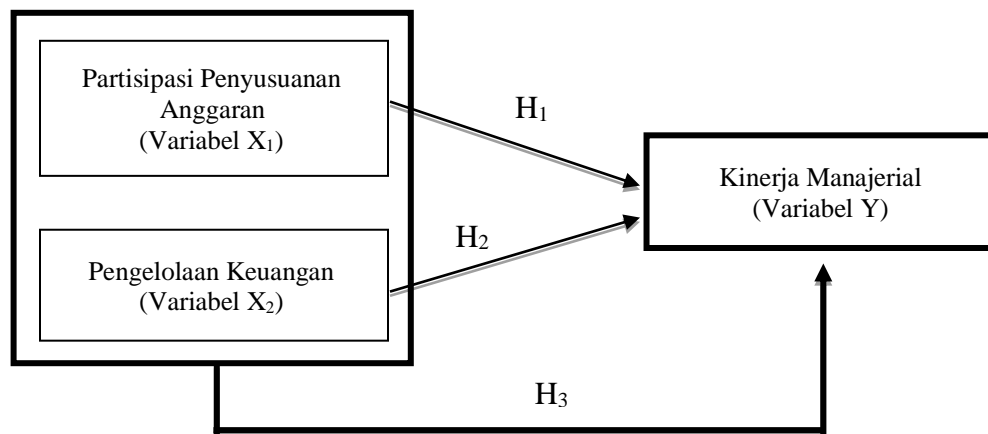 Partisipasi Penyusuanan
Anggaran
(Variabel X₁)
H₁
Kinerja Manajerial
(Variabel Y)
H₂
Pengelolaan Keuangan
(Variabel X₂)
H₃